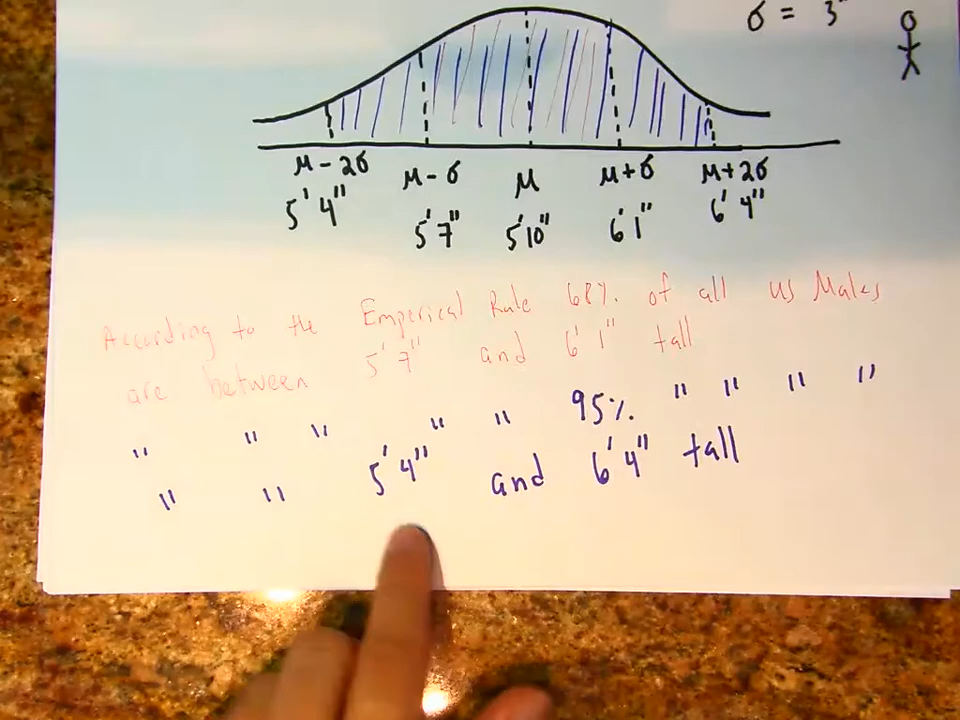 σ = 3"
μ - 2σ μ - σ μ μ + σ μ + 2σ
5' 4" 5' 7" 5' 10" 6' 1" 6' 4"
According to the Emperical Rule 68% of all US Males
are between 5' 7" and 6' 1" tall
" " " " " 95% " " " "
" " 5' 4" and 6' 4" tall